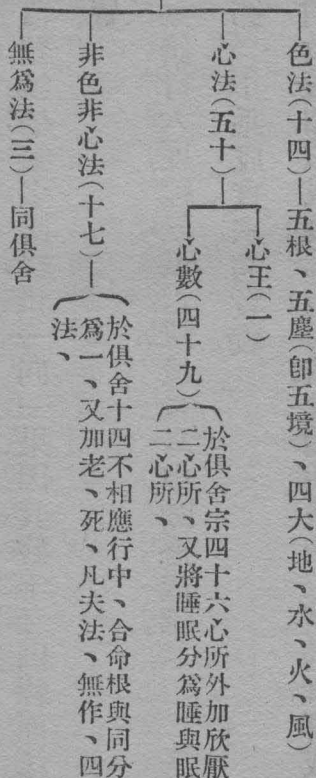 色法(十四)—五根、五塵(卽五境)、四大(地、水、火、風)
心法(五十)—
心王(一)
心數(四十九)
於俱舍宗四十六心所外加欣厭
二心所、又將睡眠分爲睡與眠
二心所、
非色非心法(十七)—
於俱舍十四不相應行中、合命根與同分
爲一、又加老、死、凡夫法、無作、四
法、
無爲法(三)—同俱舍